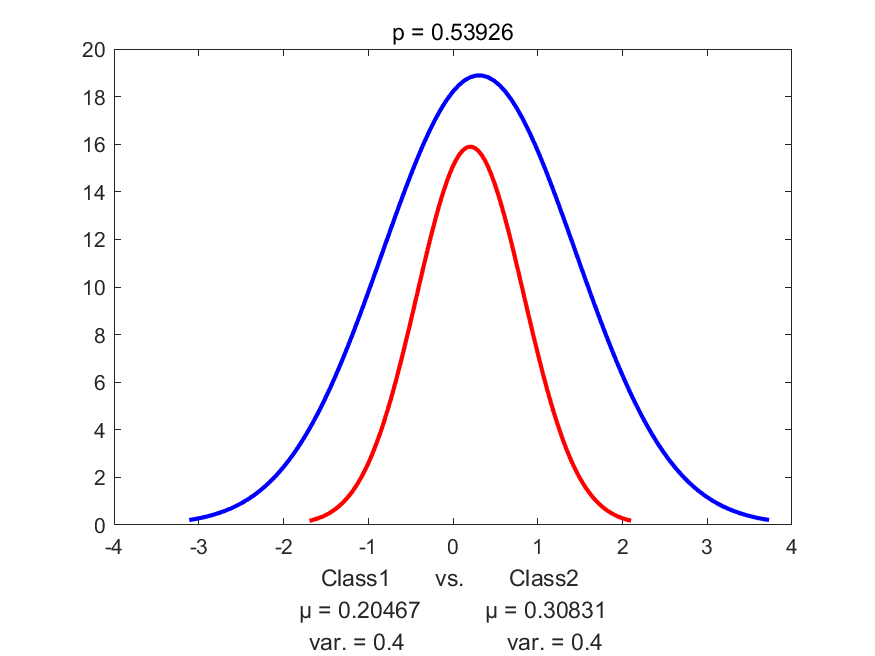 p = 0.53926
20
18
16
14
12
10
8
6
4
2
0
-4 -3 -2 -1 0 1 2 3 4
Class1 vs. Class2
μ = 0.20467 μ = 0.30831
var. = 0.4 var. = 0.4